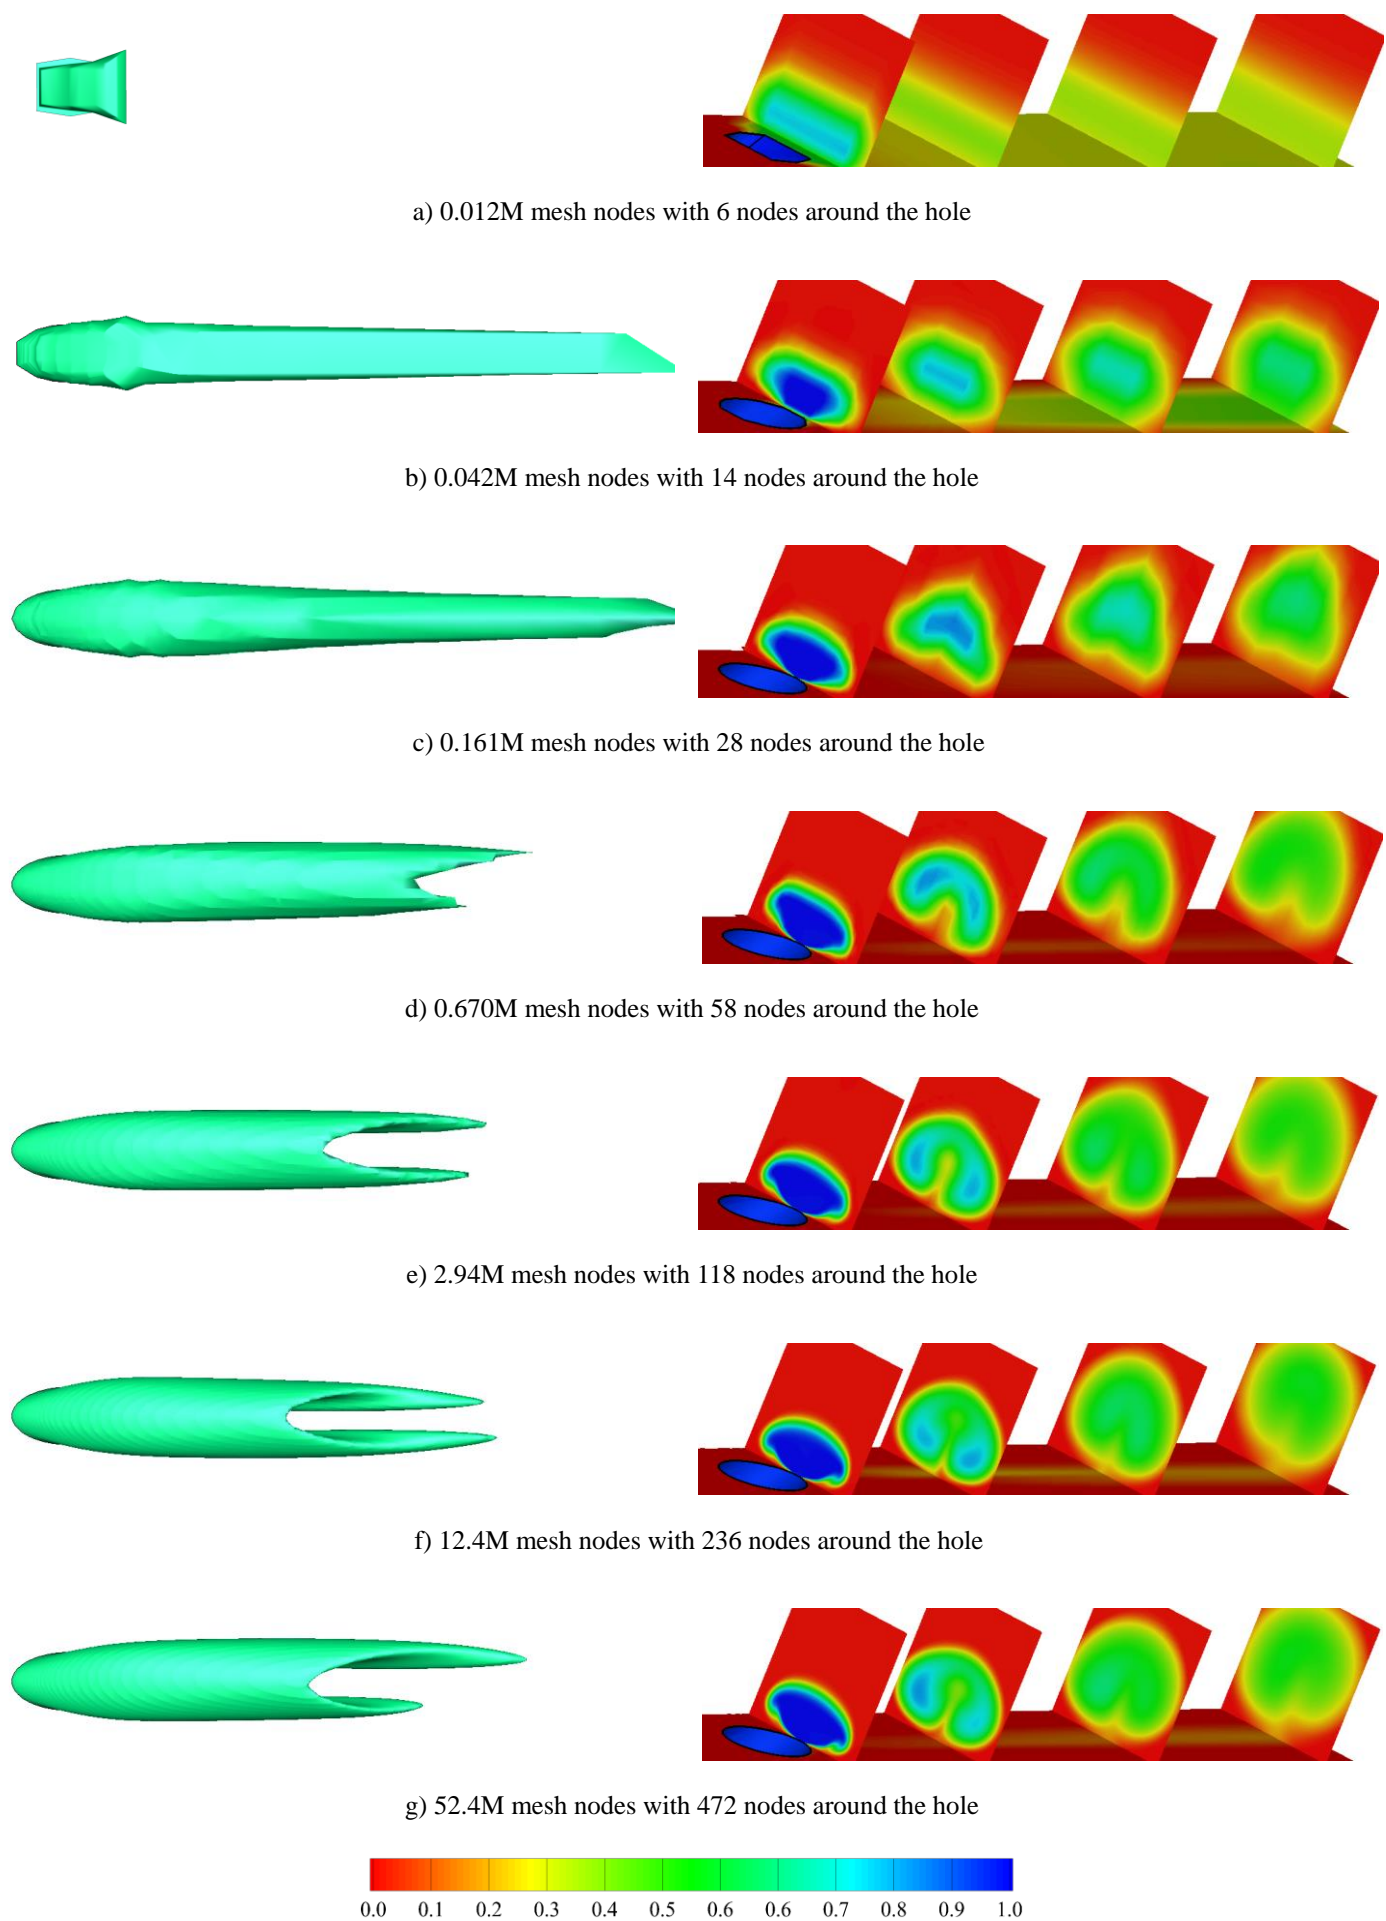 a) 0.012M mesh nodes with 6 nodes around the hole
b) 0.042M mesh nodes with 14 nodes around the hole
c) 0.161M mesh nodes with 28 nodes around the hole
d) 0.670M mesh nodes with 58 nodes around the hole
e) 2.94M mesh nodes with 118 nodes around the hole
f) 12.4M mesh nodes with 236 nodes around the hole
g) 52.4M mesh nodes with 472 nodes around the hole
0.0 0.1 0.2 0.3 0.4 0.5 0.6 0.6 0.7 0.8 0.9 1.0